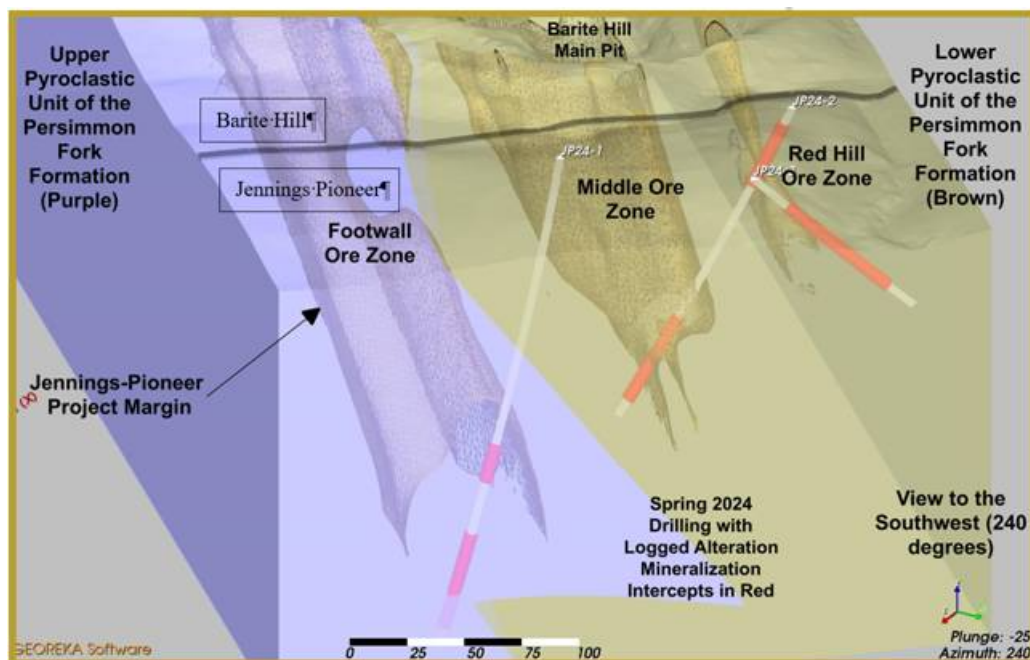 Upper
Pyroclastic
Unit of the
Persimmon
Fork
Formation
(Purple)
Barite Hill
Main Pit
Lower
Pyroclastic
Unit of the
Persimmon
Fork
Formation
(Brown)
Barite·Hill¶
Jennings·Pioneer¶
JP24-2
JP24-1
Red Hill
Ore Zone
Middle Ore
Zone
Footwall
Ore Zone
Jennings-Pioneer
Project Margin
Spring 2024
Drilling with
Logged Alteration
Mineralization
Intercepts in Red
View to the
Southwest (240
degrees)
0 25 50 75 100
GEOREKA Software
Plunge: -25
Azimuth: 240